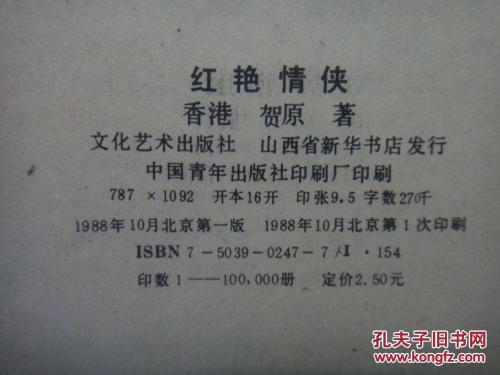 红艳情侠
香港 贺原 著
文化艺术出版社 山西省新华书店发行
中国青年出版社印刷厂印刷
787×1092 开本16开 印张9.5 字数270千
1988年10月北京第一版 1988年10月北京第1次印刷
ISBN 7-5039-0247-7/I·154
印数1——100,000册 定价2.50元
孔夫子旧书网
www.kongfz.com